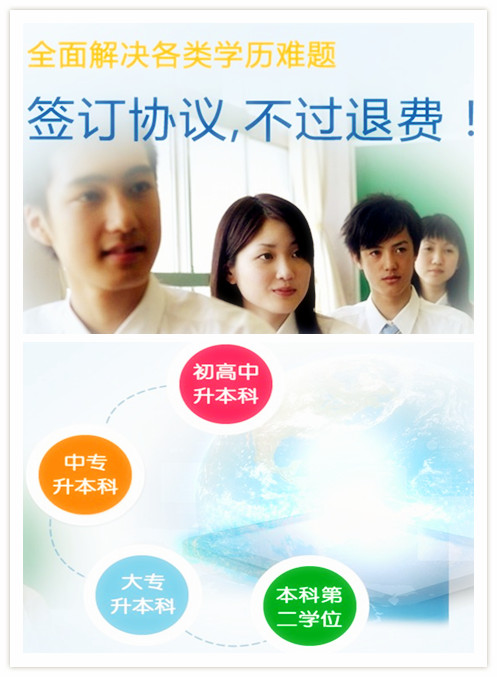 全面解决各类学历难题
签订协议,不过退费！
初高中
升本科
中专
升本科
大专
升本科
本科第
二学位